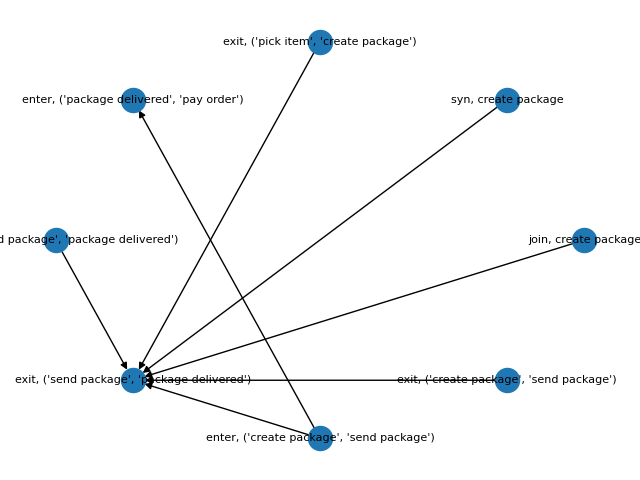 exit, ('pick item', 'create package')
enter, ('package delivered', 'pay order')
syn, create package
d package', 'package delivered')
join, create package
exit, ('send package', 'package delivered')
exit, ('create package', 'send package')
enter, ('create package', 'send package')